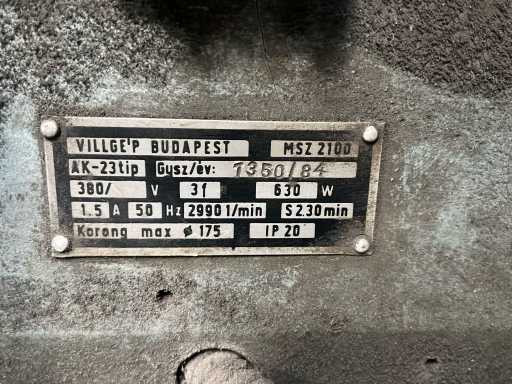 VILLGÉP BUDAPEST MSZ 2100
AK-23tip Gysz/év: 1350/84
380/ V 3f 630 W
1.5 A 50 Hz 2990 1/min S2.30min
Korong max ø 175 IP 20